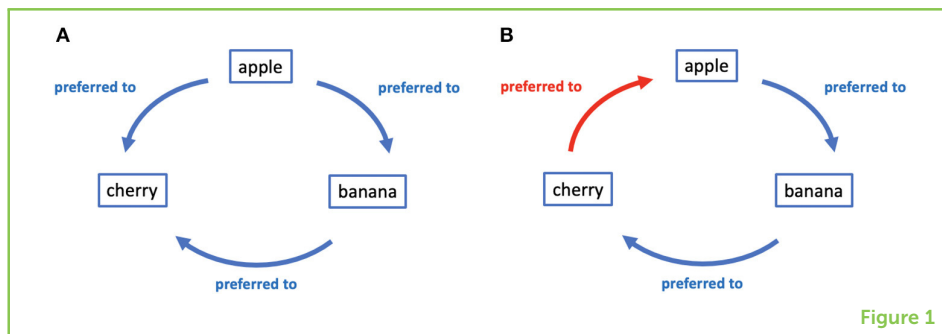 A
apple
preferred to
preferred to
cherry
banana
preferred to
B
apple
preferred to
preferred to
cherry
banana
preferred to
Figure 1